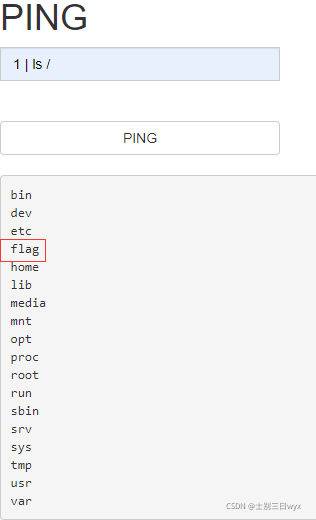 PING
1 | ls /
PING
bin
dev
etc
flag
home
lib
media
mnt
opt
proc
root
run
sbin
srv
sys
tmp
usr
var
CSDN @士别三日wyx